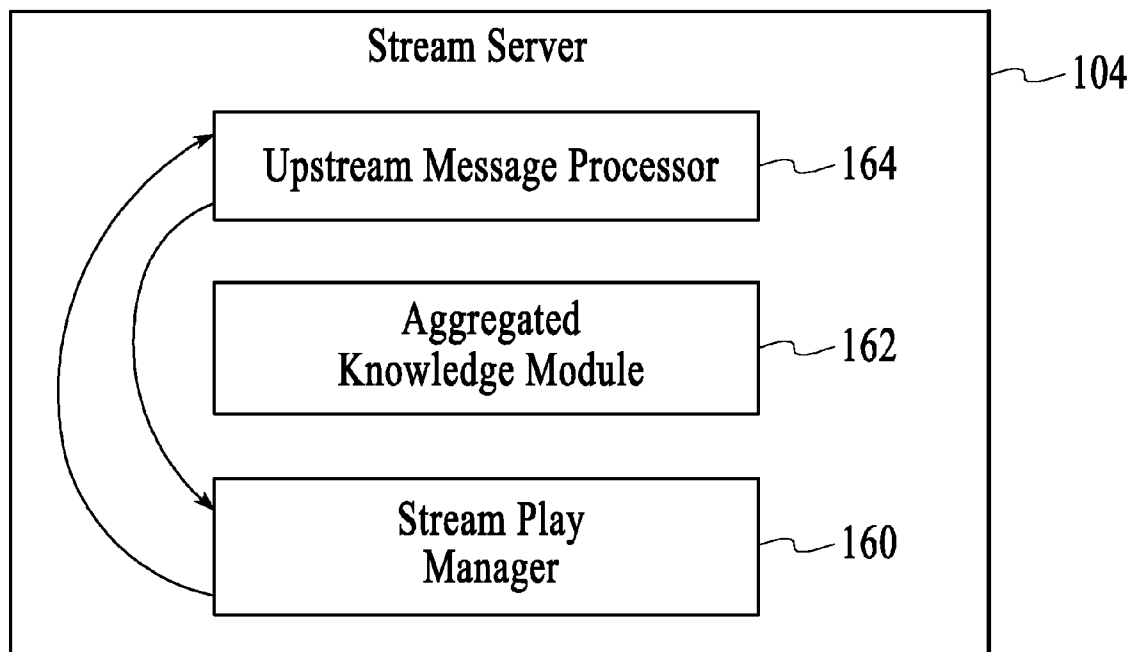 Stream Server
104
Upstream Message Processor
164
Aggregated
Knowledge Module
162
Stream Play
Manager
160